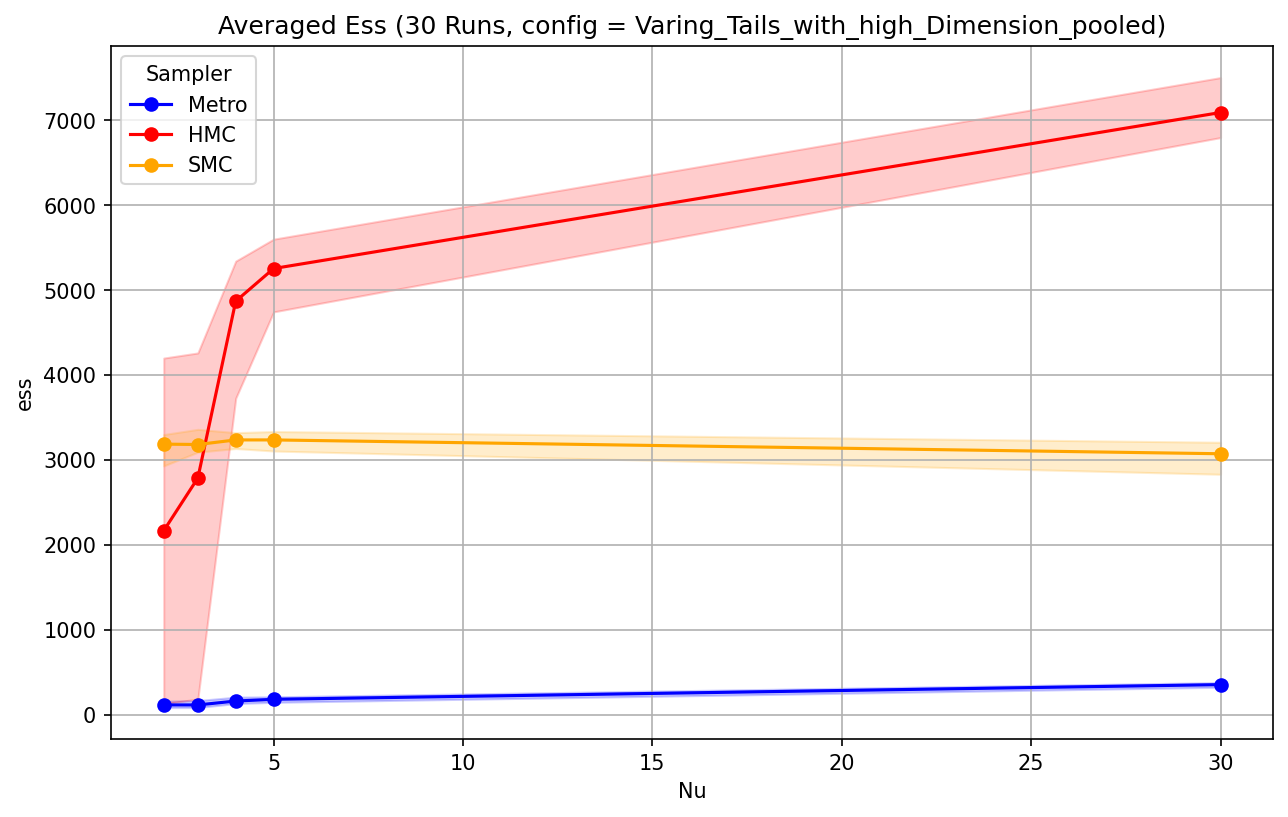 Averaged Ess (30 Runs, config = Varing_Tails_with_high_Dimension_pooled)
Sampler
Metro
HMC
SMC
7000
6000
5000
4000
3000
2000
1000
0
ess
5
10
15
20
25
30
Nu